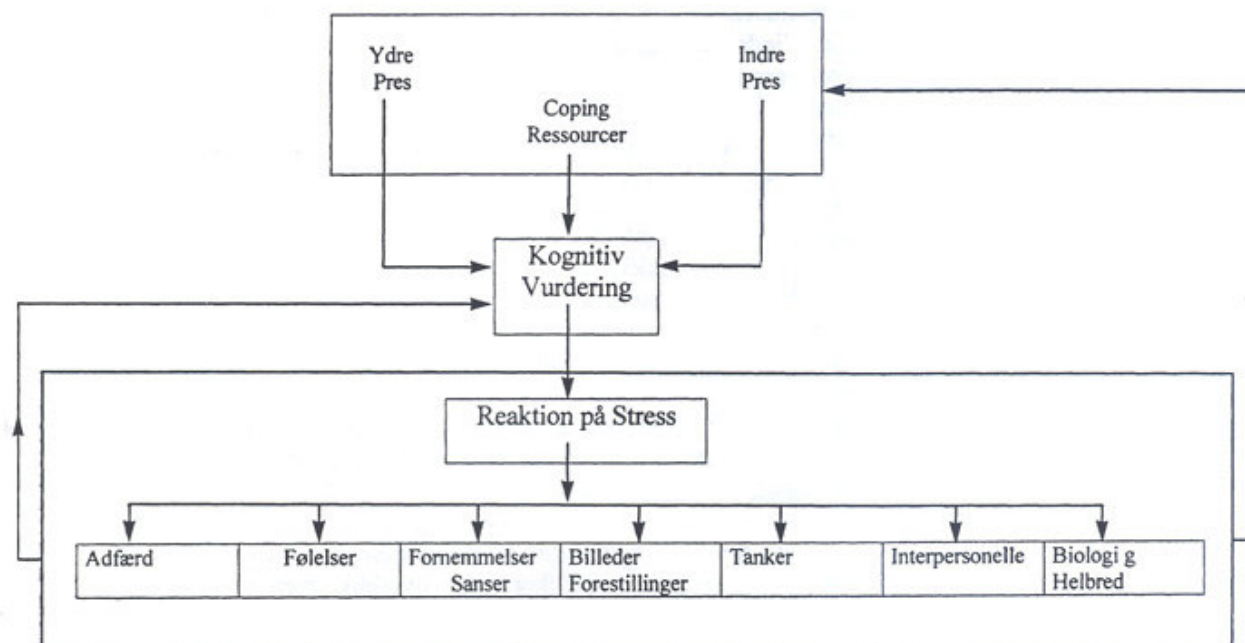 Ydre
Pres
Indre
Pres
Coping
Ressourcer
Kognitiv
Vurdering
Reaktion på Stress
Adfærd
Følelser
Fornemmelser
Sanser
Billeder
Forestillinger
Tanker
Interpersonelle
Biologi g
Helbred